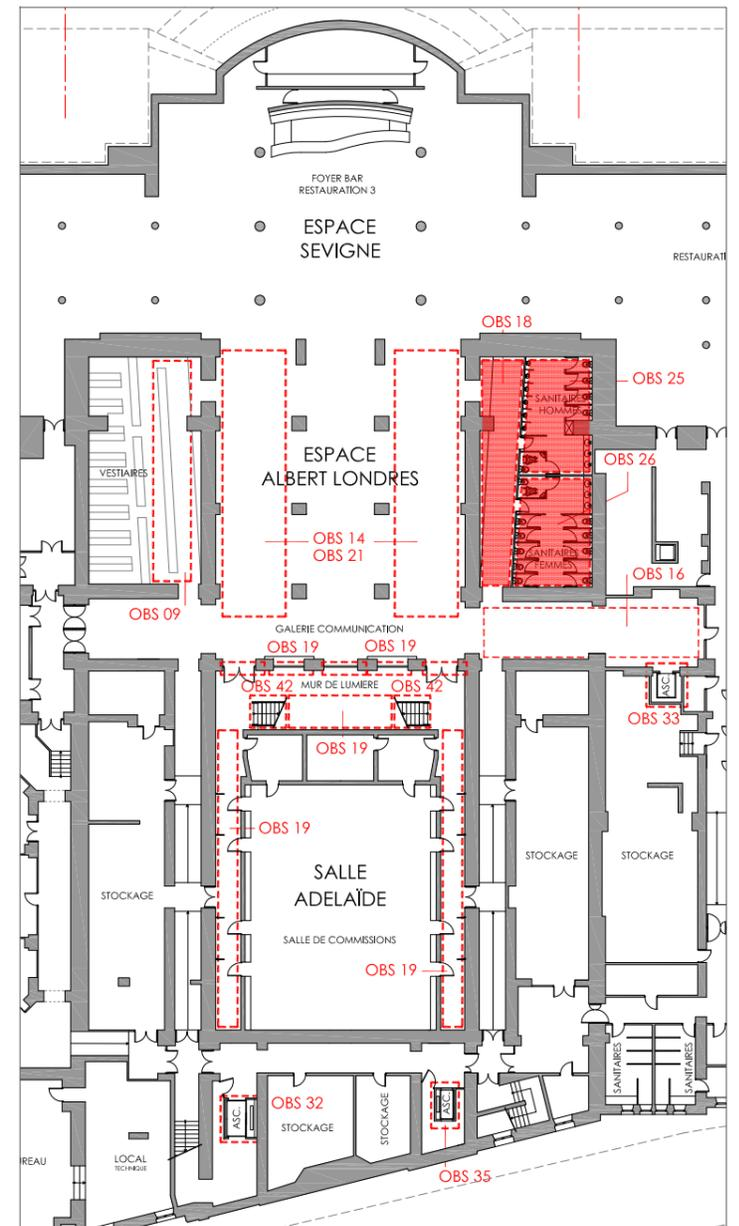 FOYER BAR
RESTAURATION 3
ESPACE
SEVIGNE
RESTAURATI
OBS 18
OBS 25
SANITAIRES
HOMMES
ESPACE
ALBERT LONDRES
VESTIAIRES
OBS 26
OBS 14
OBS 21
SANITAIRES
FEMMES
OBS 16
OBS 09
GALERIE COMMUNICATION
OBS 19
OBS 19
OBS 42
MUR DE LUMIERE
OBS 42
ASC.
OBS 33
OBS 19
OBS 19
STOCKAGE
STOCKAGE
SALLE
ADELAÏDE
STOCKAGE
SALLE DE COMMISSIONS
OBS 19
SANITAIRES
SANITAIRES
ASC.
OBS 32
STOCKAGE
STOCKAGE
ASC.
REAU
LOCAL
TECHNIQUE
OBS 35